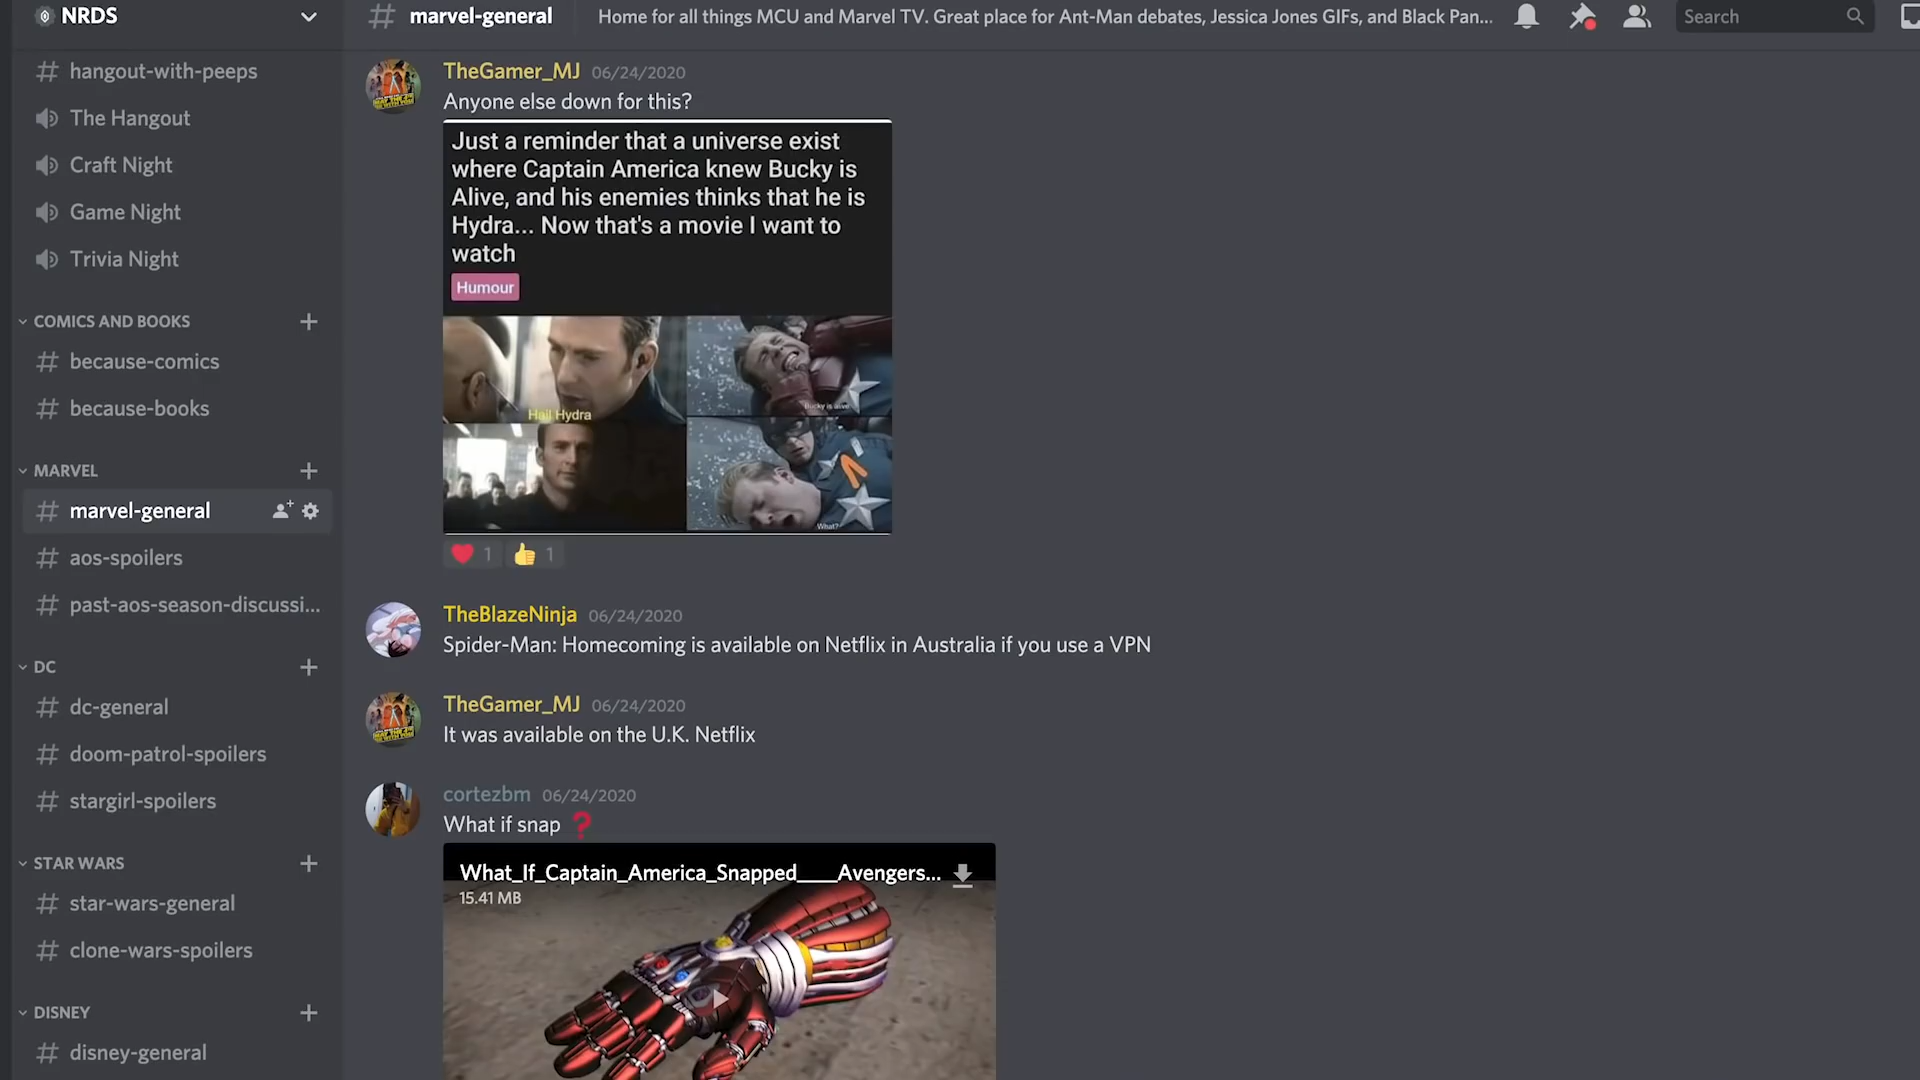 NRDS
hangout-with-peeps
The Hangout
Craft Night
Game Night
Trivia Night
COMICS AND BOOKS
because-comics
because-books
MARVEL
marvel-general
aos-spoilers
past-aos-season-discussi...
DC
dc-general
doom-patrol-spoilers
stargirl-spoilers
STAR WARS
star-wars-general
clone-wars-spoilers
DISNEY
disney-general
marvel-general
Home for all things MCU and Marvel TV. Great place for Ant-Man debates, Jessica Jones GIFs, and Black Pan...
Search
TheGamer_MJ 06/24/2020
Anyone else down for this?
Just a reminder that a universe exist
where Captain America knew Bucky is
Alive, and his enemies thinks that he is
Hydra... Now that's a movie I want to
watch
Humour
Hail Hydra
Bucky is alive
What?
1 1
TheBlazeNinja 06/24/2020
Spider-Man: Homecoming is available on Netflix in Australia if you use a VPN
TheGamer_MJ 06/24/2020
It was available on the U.K. Netflix
cortezbm 06/24/2020
What if snap ❓
What_If_Captain_America_Snapped____Avengers...
15.41 MB